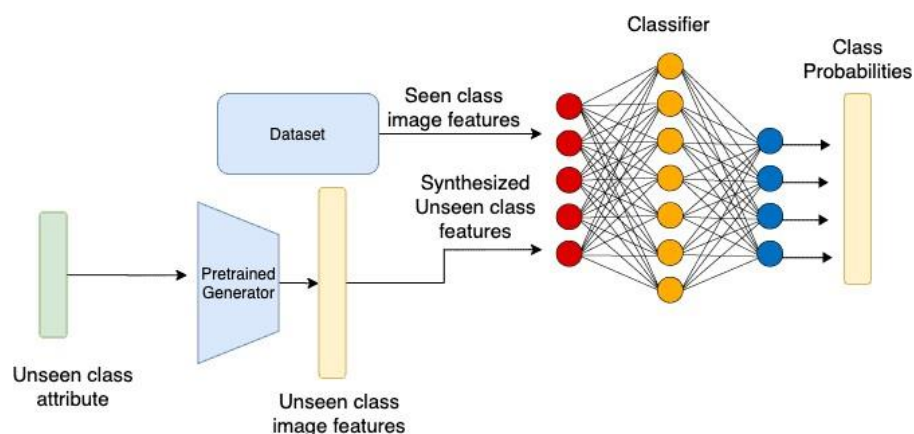 Classifier
Class
Probabilities
Dataset
Seen class
image features
Synthesized
Unseen class
features
Pretrained
Generator
Unseen class
attribute
Unseen class
image features